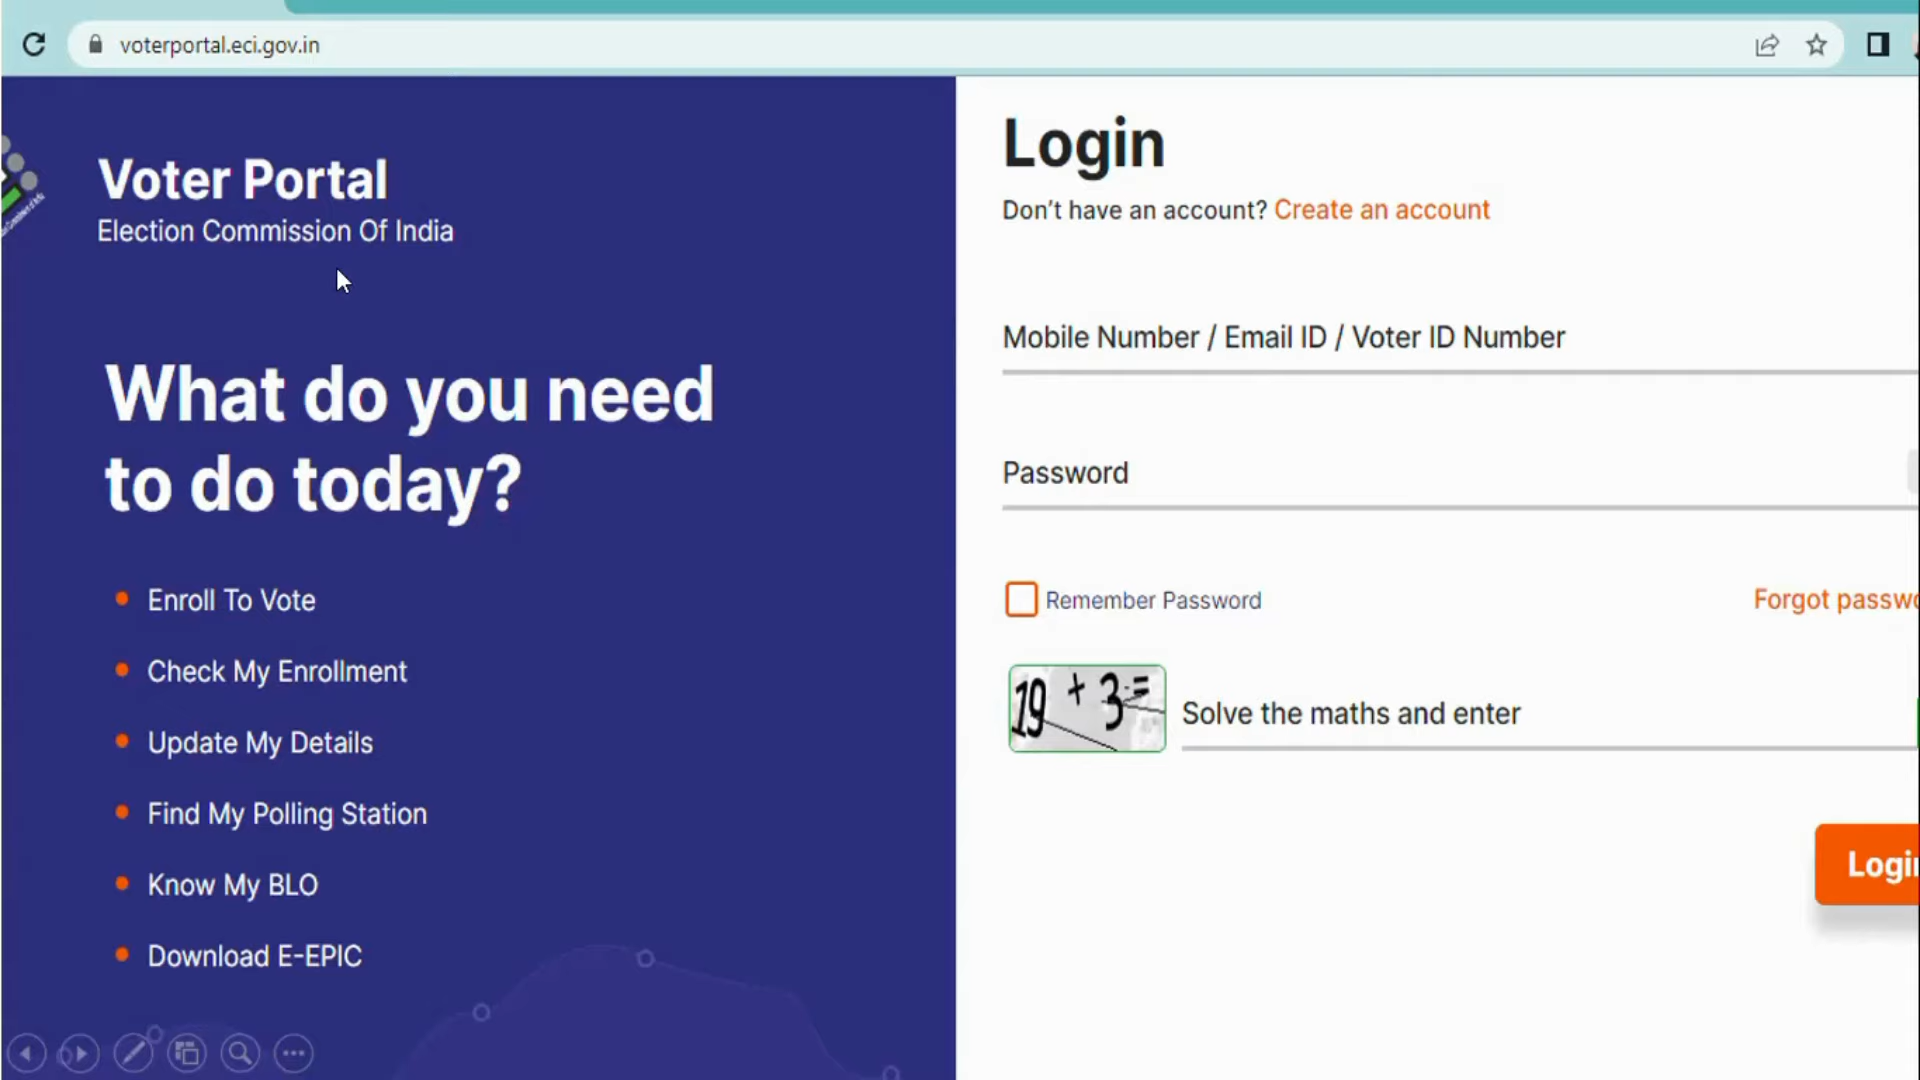 voterportal.eci.gov.in
Voter Portal
Election Commission Of India
What do you need
to do today?
Enroll To Vote
Check My Enrollment
Update My Details
Find My Polling Station
Know My BLO
Download E-EPIC
Login
Don't have an account? Create an account
Mobile Number / Email ID / Voter ID Number
Password
Remember Password
Forgot
19 + 3 =
Solve the maths and enter